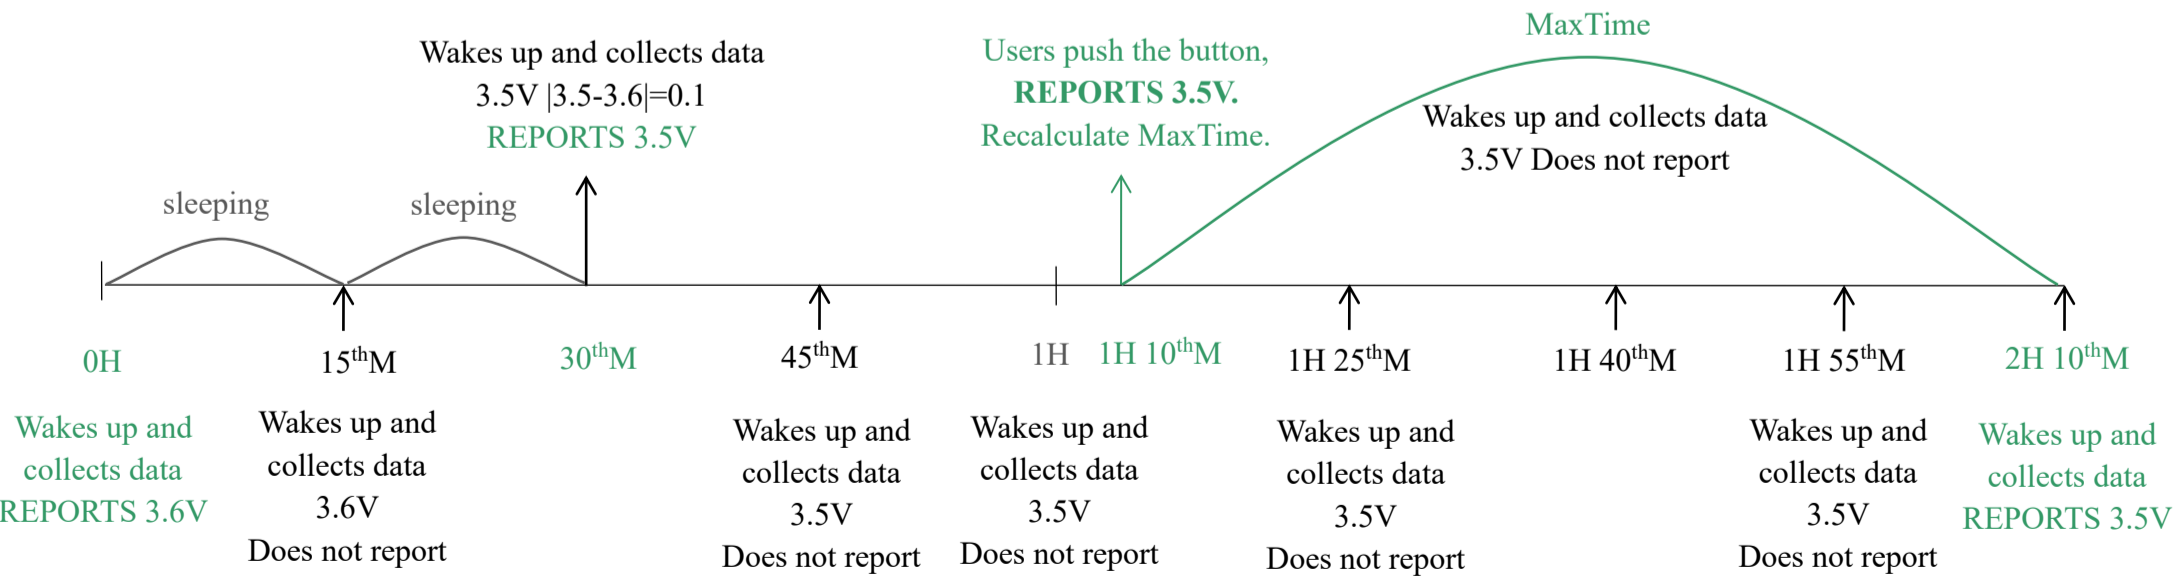 MaxTime
Wakes up and collects data
3.5V |3.5-3.6|=0.1
REPORTS 3.5V
Users push the button,
REPORTS 3.5V.
Recalculate MaxTime.
Wakes up and collects data
3.5V Does not report
sleeping
sleeping
0H
15thM
30thM
45thM
1H
1H 10thM
1H 25thM
1H 40thM
1H 55thM
2H 10thM
Wakes up and
collects data
REPORTS 3.6V
Wakes up and
collects data
3.6V
Does not report
Wakes up and
collects data
3.5V
Does not report
Wakes up and
collects data
3.5V
Does not report
Wakes up and
collects data
3.5V
Does not report
Wakes up and
collects data
3.5V
Does not report
Wakes up and
collects data
REPORTS 3.5V